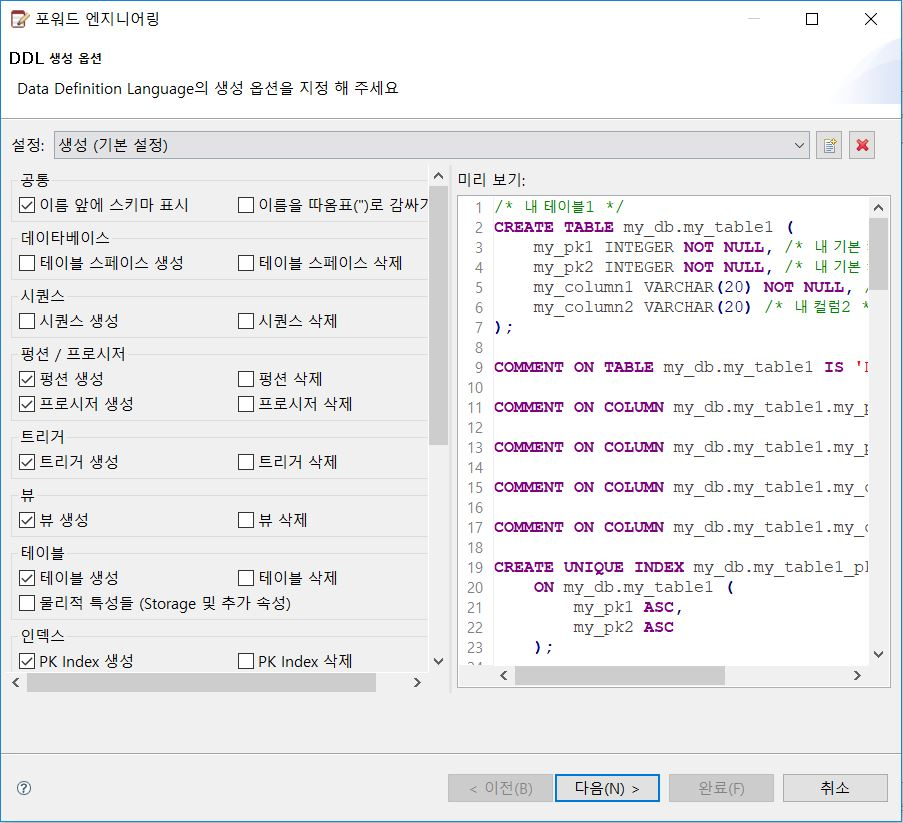 포워드 엔지니어링
DDL 생성 옵션
Data Definition Language의 생성 옵션을 지정 해 주세요
설정: 생성 (기본 설정)
공통
이름 앞에 스키마 표시 이름을 따옴표(")로 감싸기
데이타베이스
테이블 스페이스 생성 테이블 스페이스 삭제
시퀀스
시퀀스 생성 시퀀스 삭제
펑션 / 프로시저
펑션 생성 펑션 삭제
프로시저 생성 프로시저 삭제
트리거
트리거 생성 트리거 삭제
뷰
뷰 생성 뷰 삭제
테이블
테이블 생성 테이블 삭제
물리적 특성들 (Storage 및 추가 속성)
인덱스
PK Index 생성 PK Index 삭제
미리 보기:
1 /* 내 테이블1 */
2 CREATE TABLE my_db.my_table1 (
3 my_pk1 INTEGER NOT NULL, /* 내 기본
4 my_pk2 INTEGER NOT NULL, /* 내 기본
5 my_column1 VARCHAR(20) NOT NULL, /
6 my_column2 VARCHAR(20) /* 내 컬럼2 *
7 );
8
9 COMMENT ON TABLE my_db.my_table1 IS '
10
11 COMMENT ON COLUMN my_db.my_table1.my_p
12
13 COMMENT ON COLUMN my_db.my_table1.my_p
14
15 COMMENT ON COLUMN my_db.my_table1.my_c
16
17 COMMENT ON COLUMN my_db.my_table1.my_c
18
19 CREATE UNIQUE INDEX my_db.my_table1_p
20 ON my_db.my_table1 (
21 my_pk1 ASC,
22 my_pk2 ASC
23 );
< 이전(B) 다음(N) > 완료(F) 취소